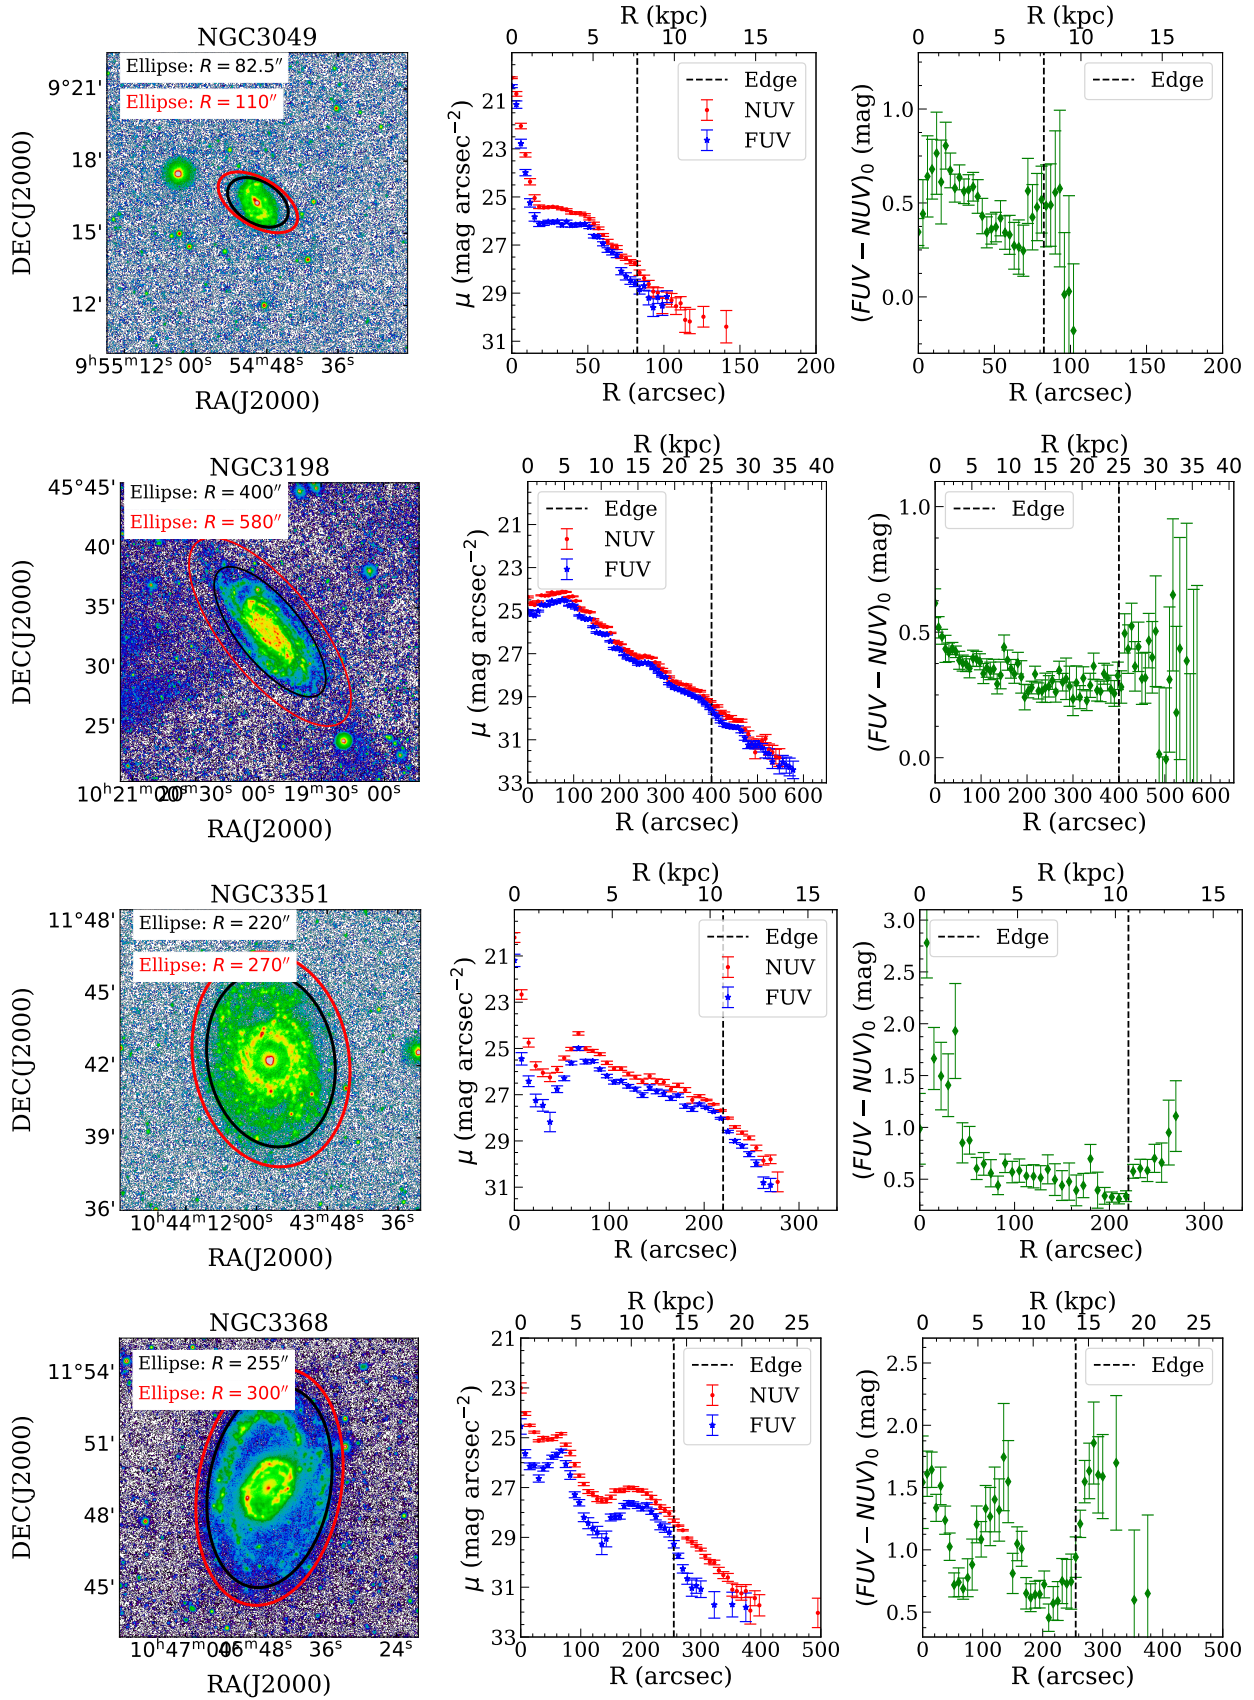 NGC3049
Ellipse: R = 82.5″
Ellipse: R = 110″
9°21'
18'
15'
12'
DEC(J2000)
9ʰ55ᵐ12ˢ 00ˢ 54ᵐ48ˢ 36ˢ
RA(J2000)
R (kpc)
0 5 10 15
Edge
NUV
FUV
μ (mag arcsec⁻²)
21
23
25
27
29
31
0 50 100 150 200
R (arcsec)
R (kpc)
0 5 10 15
Edge
(FUV − NUV)₀ (mag)
1.0
0.5
0.0
0 50 100 150 200
R (arcsec)
NGC3198
Ellipse: R = 400″
Ellipse: R = 580″
45°45'
40'
35'
30'
25'
DEC(J2000)
10ʰ21ᵐ00ˢ 20ᵐ30ˢ 00ˢ 19ᵐ30ˢ 00ˢ
RA(J2000)
R (kpc)
0 5 10 15 20 25 30 35 40
Edge
NUV
FUV
μ (mag arcsec⁻²)
21
23
25
27
29
31
33
0 100 200 300 400 500 600
R (arcsec)
R (kpc)
0 5 10 15 20 25 30 35 40
Edge
(FUV − NUV)₀ (mag)
1.0
0.5
0.0
0 100 200 300 400 500 600
R (arcsec)
NGC3351
Ellipse: R = 220″
Ellipse: R = 270″
11°48'
45'
42'
39'
36'
DEC(J2000)
10ʰ44ᵐ12ˢ 00ˢ 43ᵐ48ˢ 36ˢ
RA(J2000)
R (kpc)
0 5 10 15
Edge
NUV
FUV
μ (mag arcsec⁻²)
21
23
25
27
29
31
0 100 200 300
R (arcsec)
R (kpc)
0 5 10 15
Edge
(FUV − NUV)₀ (mag)
3.0
2.5
2.0
1.5
1.0
0.5
0 100 200 300
R (arcsec)
NGC3368
Ellipse: R = 255″
Ellipse: R = 300″
11°54'
51'
48'
45'
DEC(J2000)
10ʰ47ᵐ00ˢ 46ᵐ48ˢ 36ˢ 24ˢ
RA(J2000)
R (kpc)
0 5 10 15 20 25
Edge
NUV
FUV
μ (mag arcsec⁻²)
21
23
25
27
29
31
33
0 100 200 300 400 500
R (arcsec)
R (kpc)
0 5 10 15 20 25
Edge
(FUV − NUV)₀ (mag)
2.5
2.0
1.5
1.0
0.5
0 100 200 300 400 500
R (arcsec)